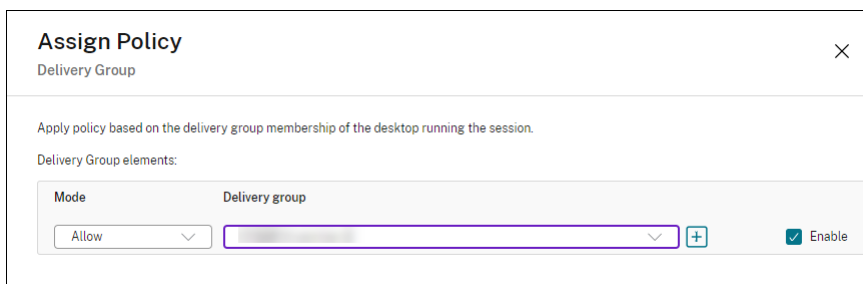 Assign Policy
Delivery Group
Apply policy based on the delivery group membership of the desktop running the session.
Delivery Group elements:
Mode Delivery group
Allow Enable